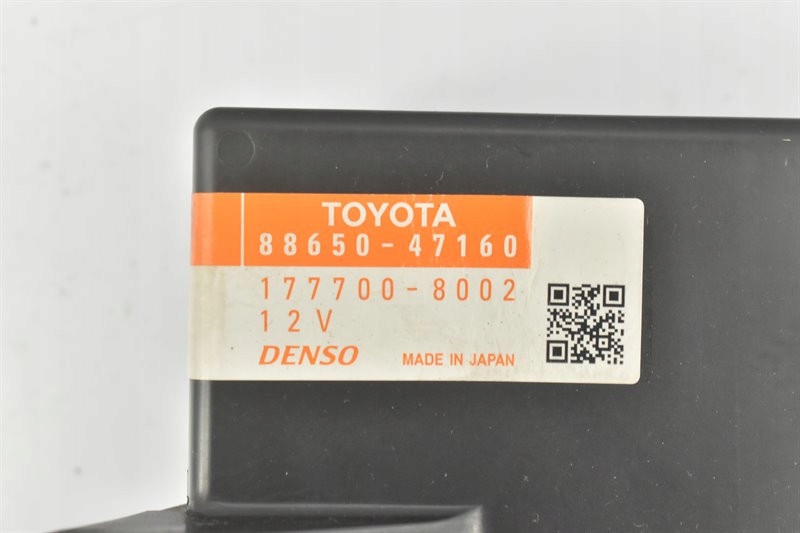 TOYOTA
88650-47160
177700-8002
12V
DENSO MADE IN JAPAN